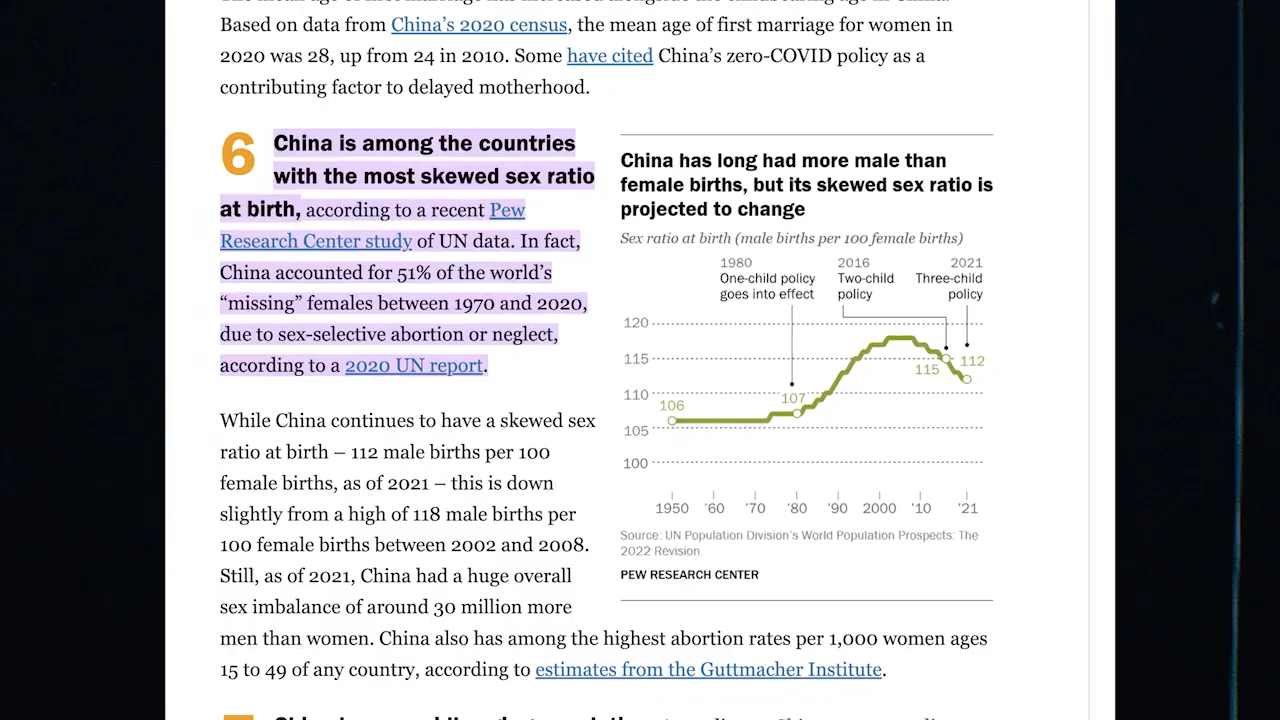 Based on data from China's 2020 census, the mean age of first marriage for women in
2020 was 28, up from 24 in 2010. Some have cited China's zero-COVID policy as a
contributing factor to delayed motherhood.
6 China is among the countries
with the most skewed sex ratio
at birth, according to a recent Pew
Research Center study of UN data. In fact,
China accounted for 51% of the world's
“missing” females between 1970 and 2020,
due to sex-selective abortion or neglect,
according to a 2020 UN report.
While China continues to have a skewed sex
ratio at birth – 112 male births per 100
female births, as of 2021 – this is down
slightly from a high of 118 male births per
100 female births between 2002 and 2008.
Still, as of 2021, China had a huge overall
sex imbalance of around 30 million more
men than women. China also has among the highest abortion rates per 1,000 women ages
15 to 49 of any country, according to estimates from the Guttmacher Institute.
China has long had more male than
female births, but its skewed sex ratio is
projected to change
Sex ratio at birth (male births per 100 female births)
1980
One-child policy
goes into effect
2016
Two-child
policy
2021
Three-child
policy
120
115
110
105
100
106
107
115
112
1950 '60 '70 '80 '90 2000 '10 '21
Source: UN Population Division's World Population Prospects: The
2022 Revision.
PEW RESEARCH CENTER